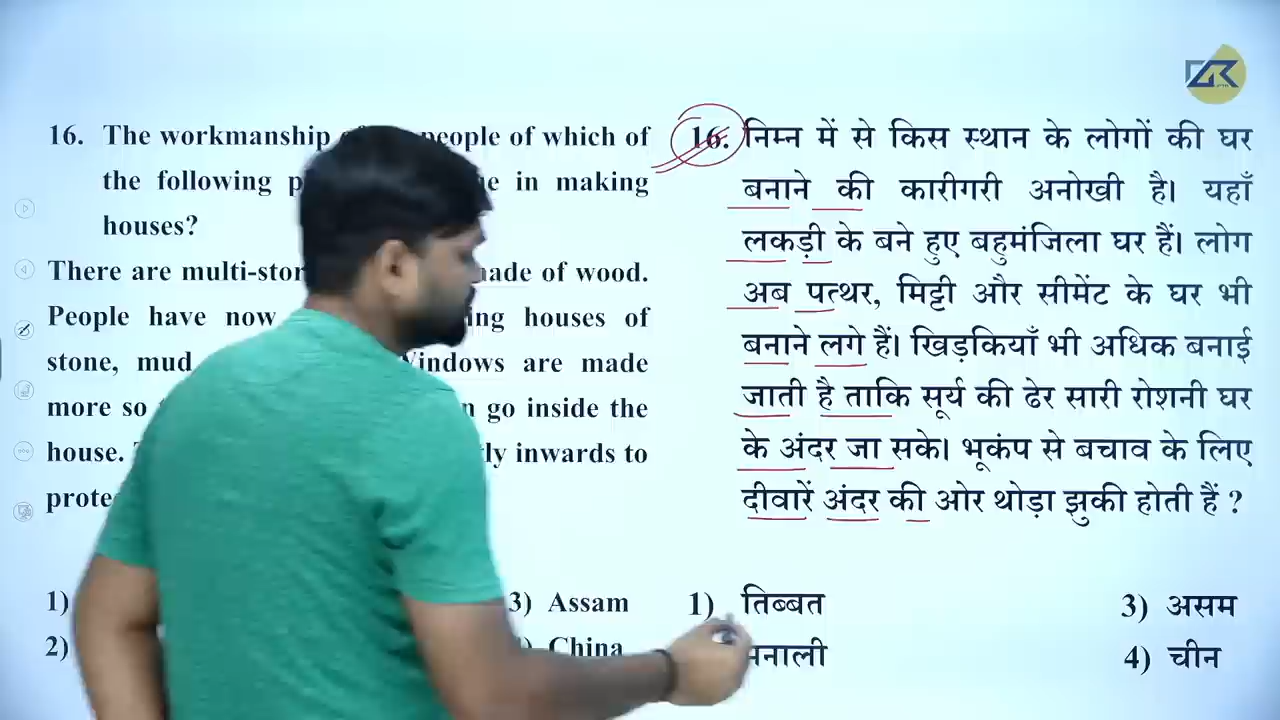 16. The workmanship people of which of
the following in making
houses?
There are multi-stor made of wood.
People have now houses of
stone, mud Windows are made
more so go inside the
house. inwards to
1) 3) Assam
2) China
16. निम्न में से किस स्थान के लोगों की घर
बनाने की कारीगरी अनोखी है। यहाँ
लकड़ी के बने हुए बहुमंजिला घर हैं। लोग
अब पत्थर, मिट्टी और सीमेंट के घर भी
बनाने लगे हैं। खिड़कियाँ भी अधिक बनाई
जाती है ताकि सूर्य की ढेर सारी रोशनी घर
के अंदर जा सके। भूकंप से बचाव के लिए
दीवारें अंदर की ओर थोड़ा झुकी होती हैं ?
1) तिब्बत 3) असम
मनाली 4) चीन